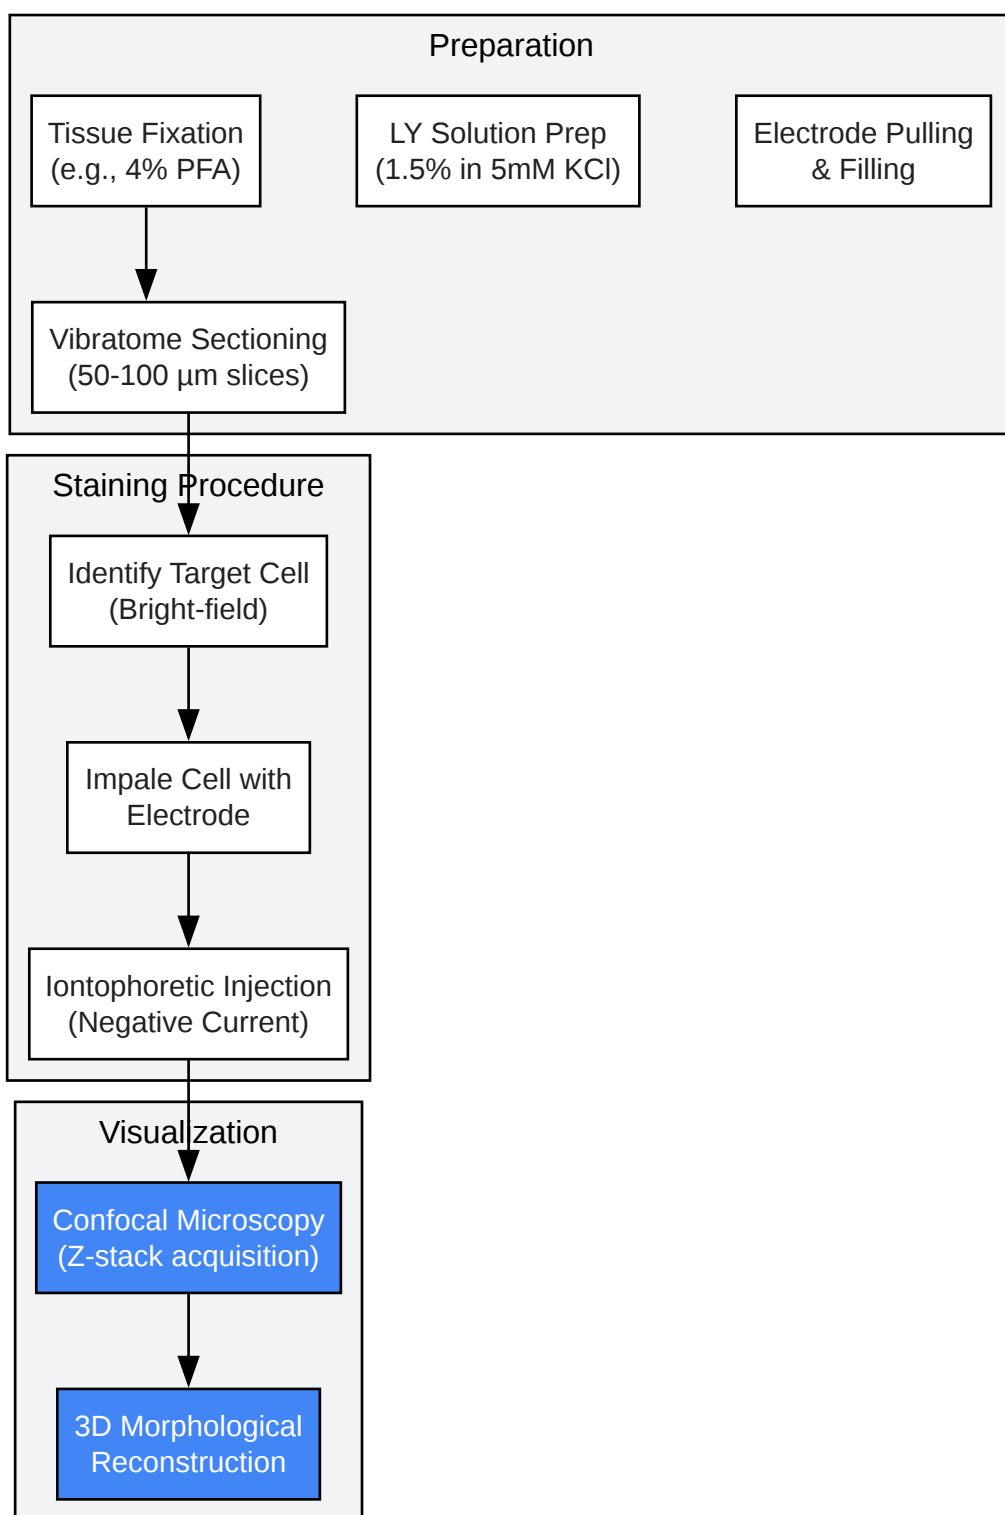 Preparation
Tissue Fixation
(e.g., 4% PFA)
LY Solution Prep
(1.5% in 5mM KCl)
Electrode Pulling
& Filling
Vibratome Sectioning
(50-100 µm slices)
Staining Procedure
Identify Target Cell
(Bright-field)
Impale Cell with
Electrode
Iontophoretic Injection
(Negative Current)
Visualization
Confocal Microscopy
(Z-stack acquisition)
3D Morphological
Reconstruction